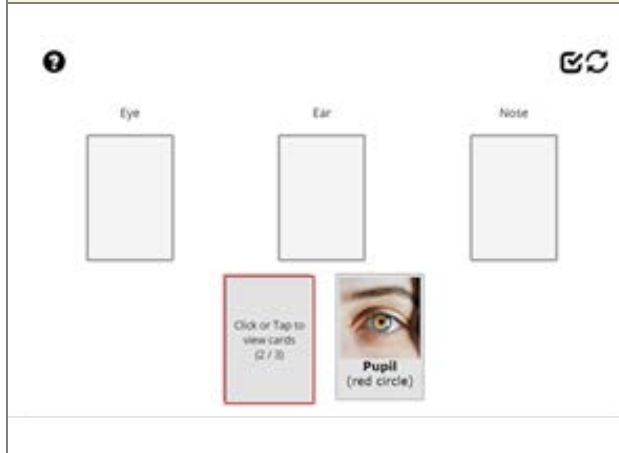 ?
Eye
Ear
Nose
Click or Tap to
view cards
(2 / 3)
Pupil
(red circle)